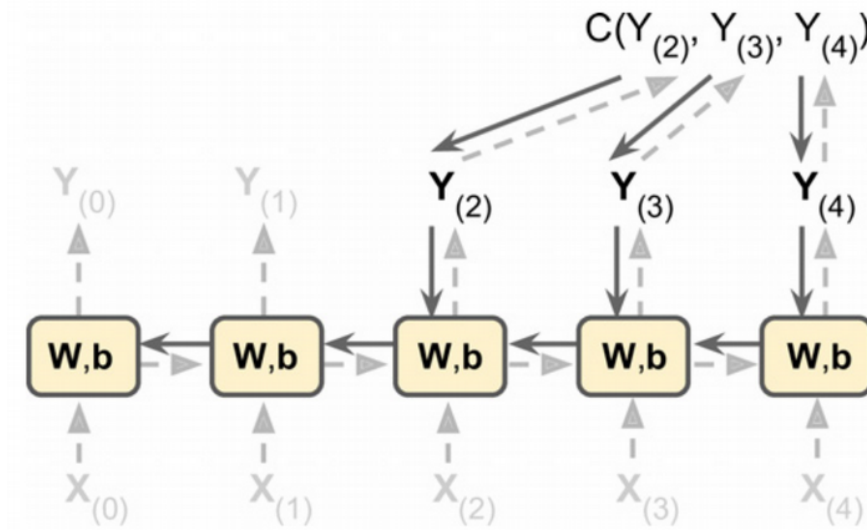 C(Y(2), Y(3), Y(4))
Y(0) Y(1) Y(2) Y(3) Y(4)
W,b W,b W,b W,b W,b
X(0) X(1) X(2) X(3) X(4)